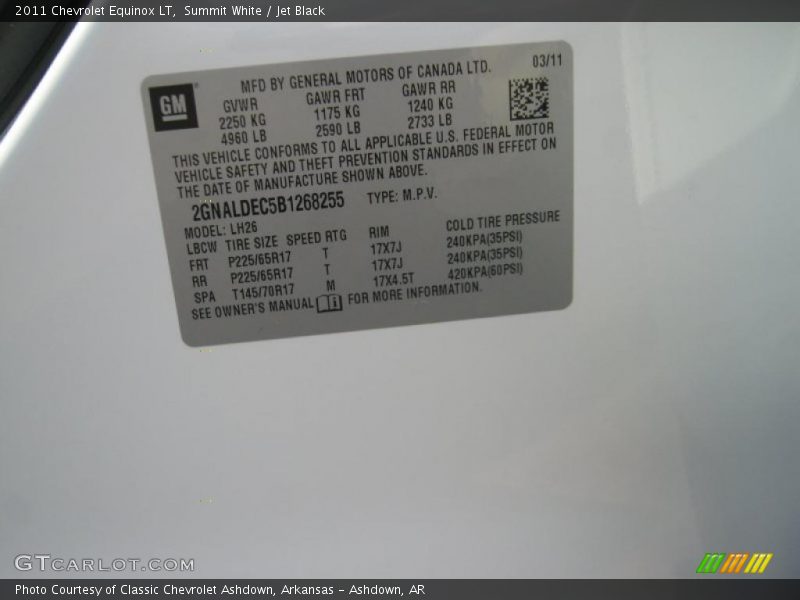 2011 Chevrolet Equinox LT, Summit White / Jet Black
MFD BY GENERAL MOTORS OF CANADA LTD. 03/11
GM
GVWR GAWR FRT GAWR RR
2250 KG 1175 KG 1240 KG
4960 LB 2590 LB 2733 LB
THIS VEHICLE CONFORMS TO ALL APPLICABLE U.S. FEDERAL MOTOR
VEHICLE SAFETY AND THEFT PREVENTION STANDARDS IN EFFECT ON
THE DATE OF MANUFACTURE SHOWN ABOVE.
2GNALDEC5B1268255 TYPE: M.P.V.
MODEL: LH26
LBCW TIRE SIZE SPEED RTG RIM COLD TIRE PRESSURE
FRT P225/65R17 T 17X7J 240KPA(35PSI)
RR P225/65R17 T 17X7J 240KPA(35PSI)
SPA T145/70R17 M 17X4.5T 420KPA(60PSI)
SEE OWNER'S MANUAL FOR MORE INFORMATION.
GTCARLOT.COM
Photo Courtesy of Classic Chevrolet Ashdown, Arkansas - Ashdown, AR